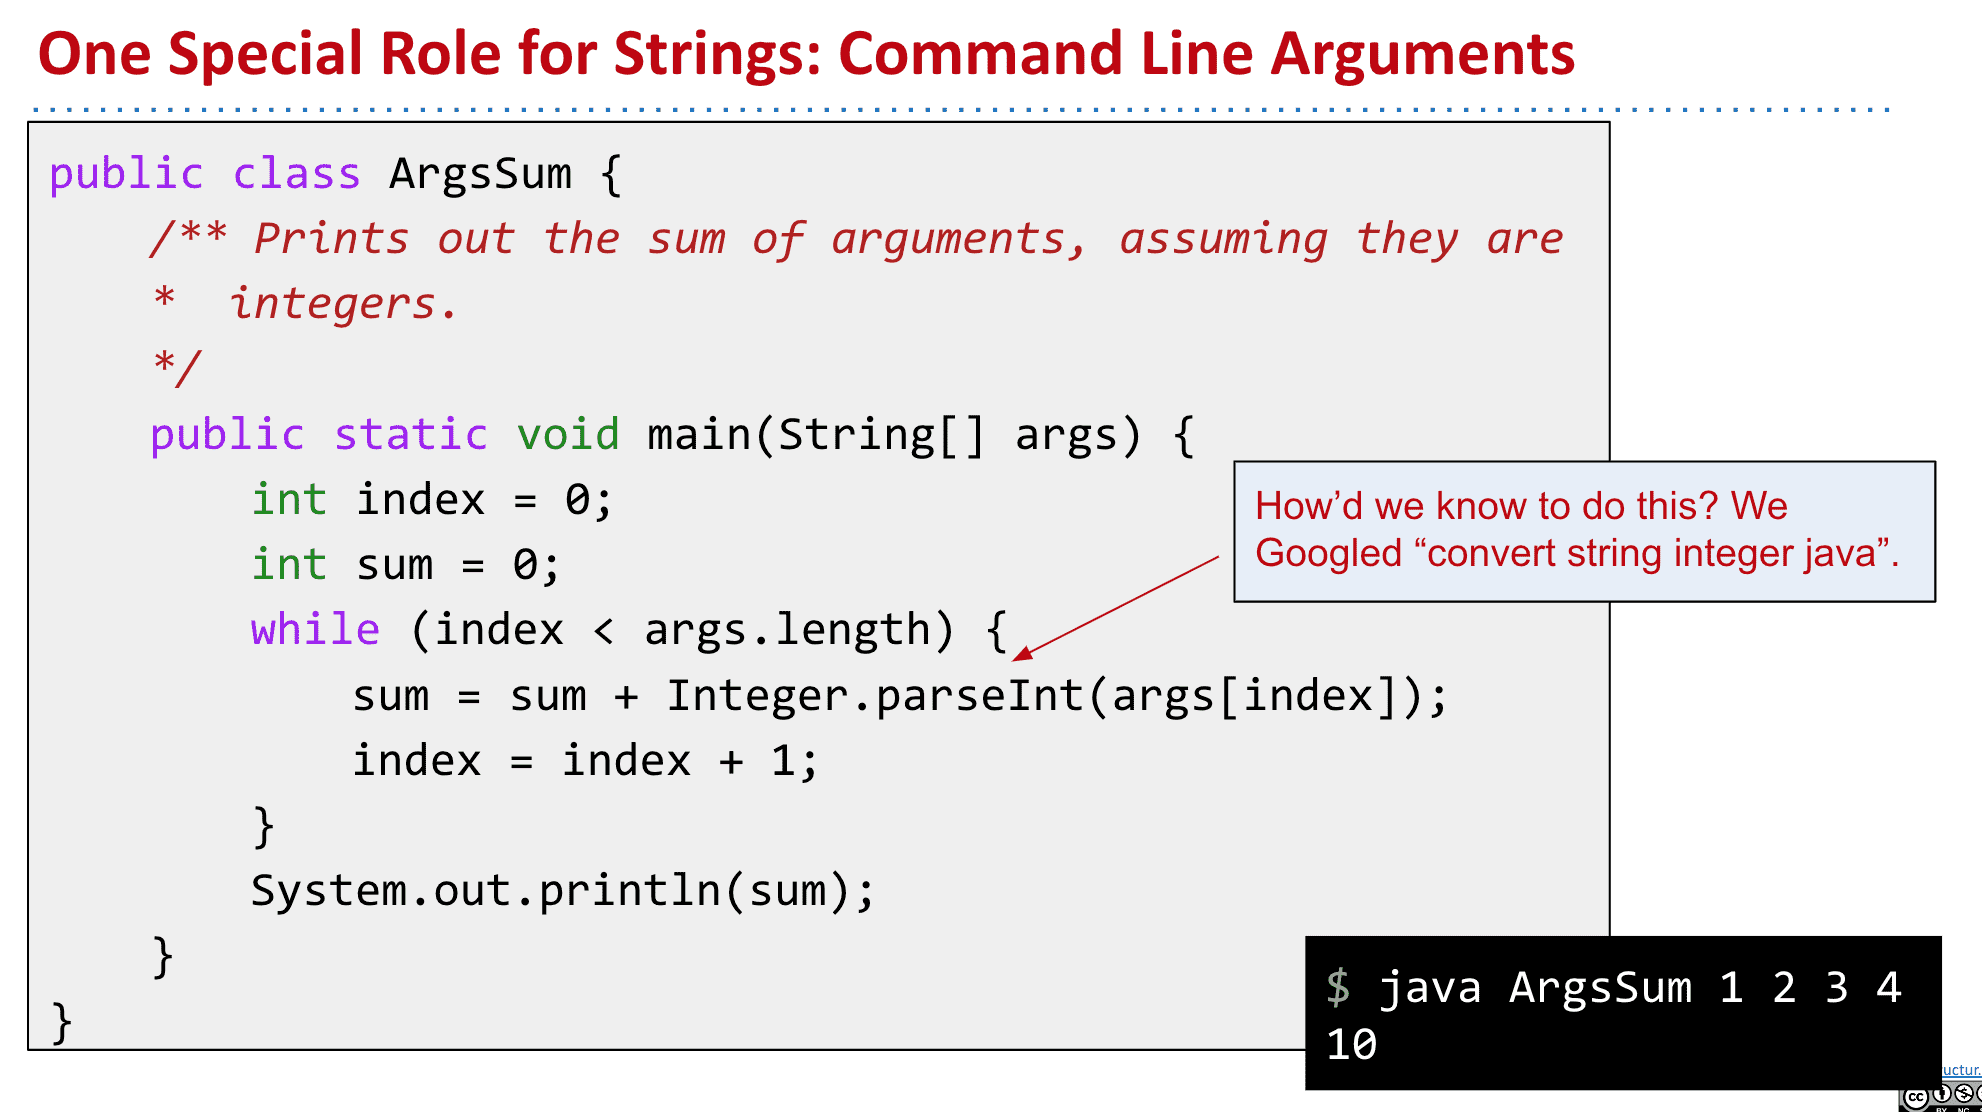 One Special Role for Strings: Command Line Arguments
public class ArgsSum {
/** Prints out the sum of arguments, assuming they are
*  integers.
*/
public static void main(String[] args) {
int index = 0;
int sum = 0;
while (index < args.length) {
sum = sum + Integer.parseInt(args[index]);
index = index + 1;
}
System.out.println(sum);
}
}
How’d we know to do this? We
Googled “convert string integer java”.
$ java ArgsSum 1 2 3 4
10